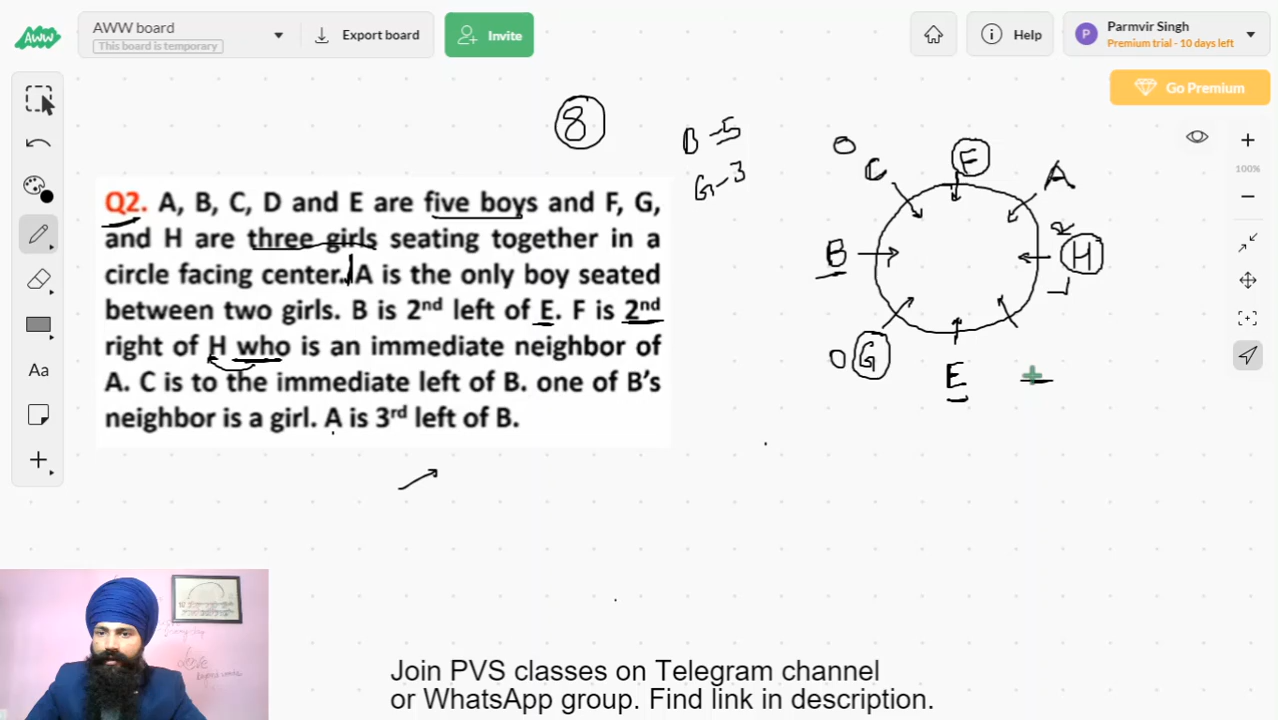 AWW
AWW board
This board is temporary
Export board
Invite
Help
P
Parmvir Singh
Premium trial - 10 days left
Go Premium
100%
Aa
8
B - 5
G - 3
Q2. A, B, C, D and E are five boys and F, G,
and H are three girls seating together in a
circle facing center. A is the only boy seated
between two girls. B is 2nd left of E. F is 2nd
right of H who is an immediate neighbor of
A. C is to the immediate left of B. one of B's
neighbor is a girl. A is 3rd left of B.
C
F
A
B
H
G
E
Join PVS classes on Telegram channel
or WhatsApp group. Find link in description.